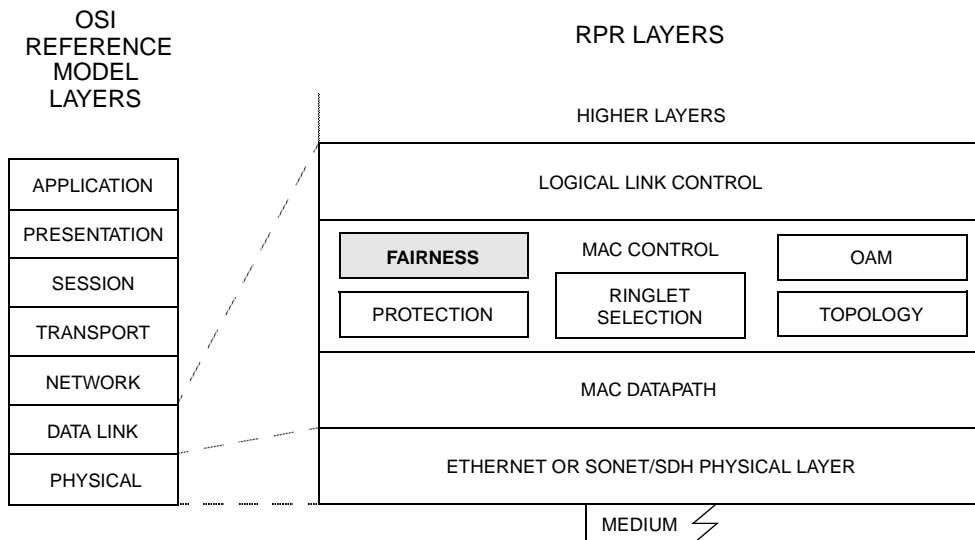 OSI
REFERENCE
MODEL
LAYERS
RPR LAYERS
HIGHER LAYERS
APPLICATION
PRESENTATION
SESSION
TRANSPORT
NETWORK
DATA LINK
PHYSICAL
LOGICAL LINK CONTROL
FAIRNESS
MAC CONTROL
OAM
PROTECTION
RINGLET
SELECTION
TOPOLOGY
MAC DATAPATH
ETHERNET OR SONET/SDH PHYSICAL LAYER
MEDIUM